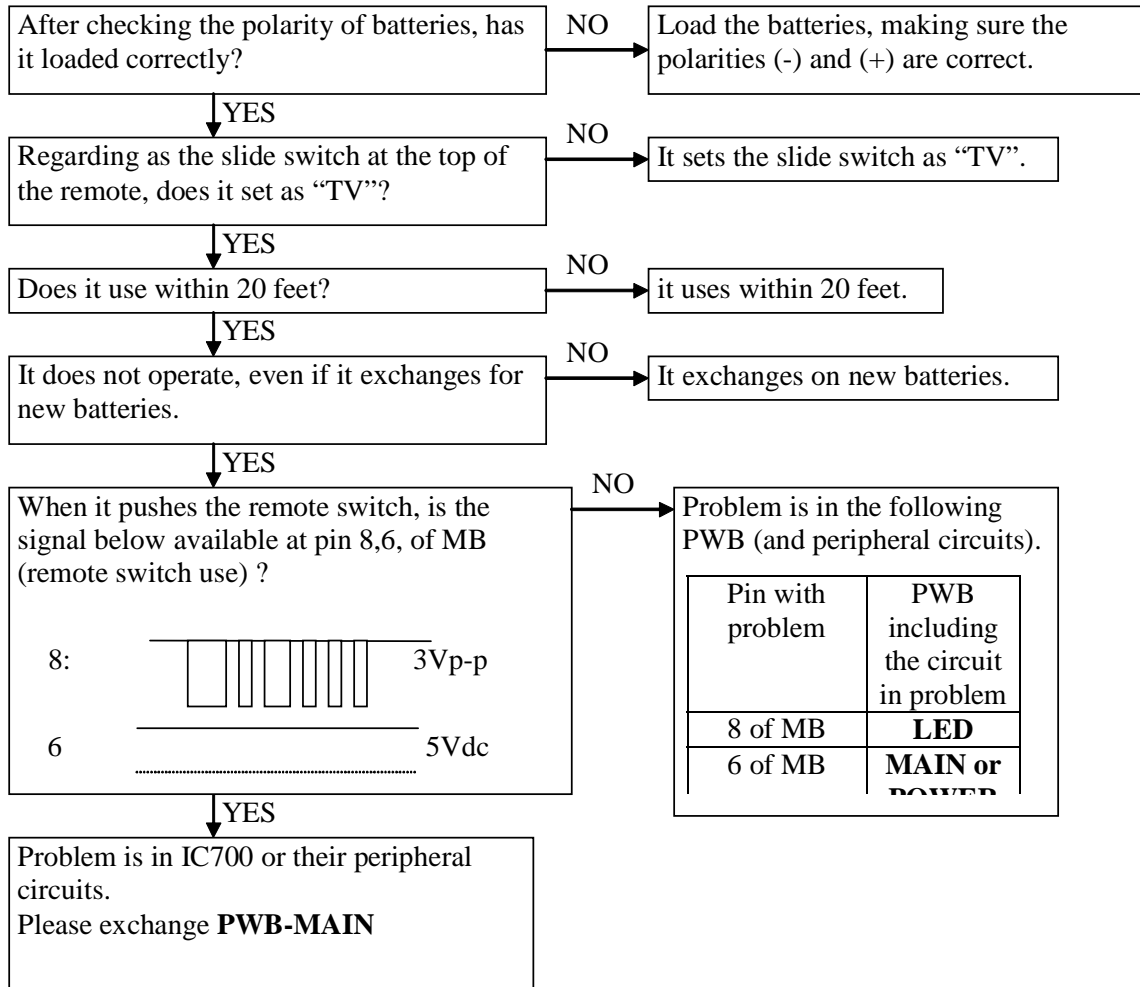 After checking the polarity of batteries, has
it loaded correctly?
NO
Load the batteries, making sure the
polarities (-) and (+) are correct.
YES
Regarding as the slide switch at the top of
the remote, does it set as “TV”?
NO
It sets the slide switch as “TV”.
YES
Does it use within 20 feet?
NO
it uses within 20 feet.
YES
It does not operate, even if it exchanges for
new batteries.
NO
It exchanges on new batteries.
YES
When it pushes the remote switch, is the
signal below available at pin 8,6, of MB
(remote switch use) ?
8:
3Vp-p
6
5Vdc
NO
Problem is in the following
PWB (and peripheral circuits).
Pin with
problem
PWB
including
the circuit
in problem
8 of MB
LED
6 of MB
MAIN or
POWER
YES
Problem is in IC700 or their peripheral
circuits.
Please exchange PWB-MAIN